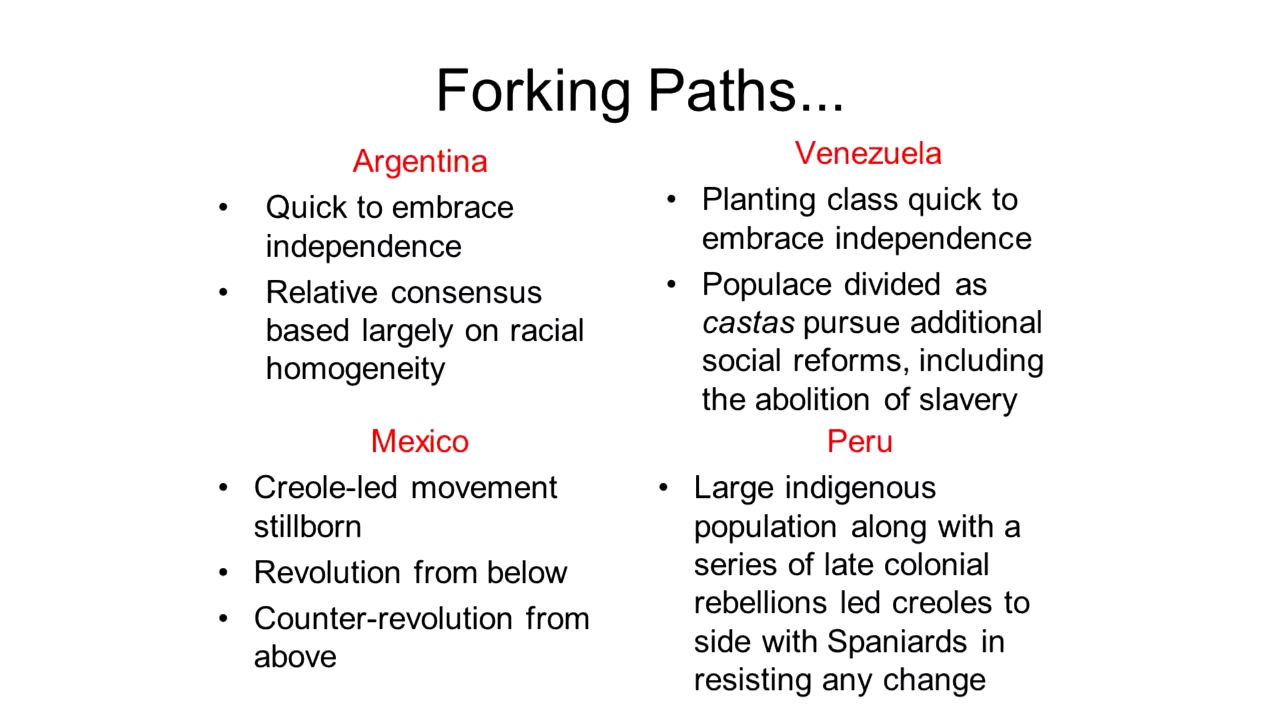 Forking Paths...
Argentina
• Quick to embrace
independence
• Relative consensus
based largely on racial
homogeneity
Venezuela
• Planting class quick to
embrace independence
• Populace divided as
castas pursue additional
social reforms, including
the abolition of slavery
Mexico
• Creole-led movement
stillborn
• Revolution from below
• Counter-revolution from
above
Peru
• Large indigenous
population along with a
series of late colonial
rebellions led creoles to
side with Spaniards in
resisting any change